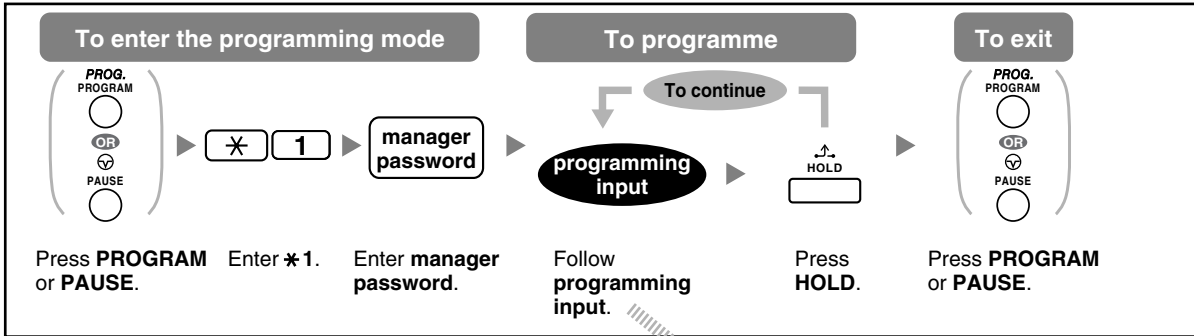 To enter the programming mode
To programme
To exit
PROG.
PROGRAM
OR
PAUSE
✳
1
manager
password
To continue
programming
input
HOLD
PROG.
PROGRAM
OR
PAUSE
Press PROGRAM
or PAUSE.
Enter ✳1.
Enter manager
password.
Follow
programming
input.
Press
HOLD.
Press PROGRAM
or PAUSE.